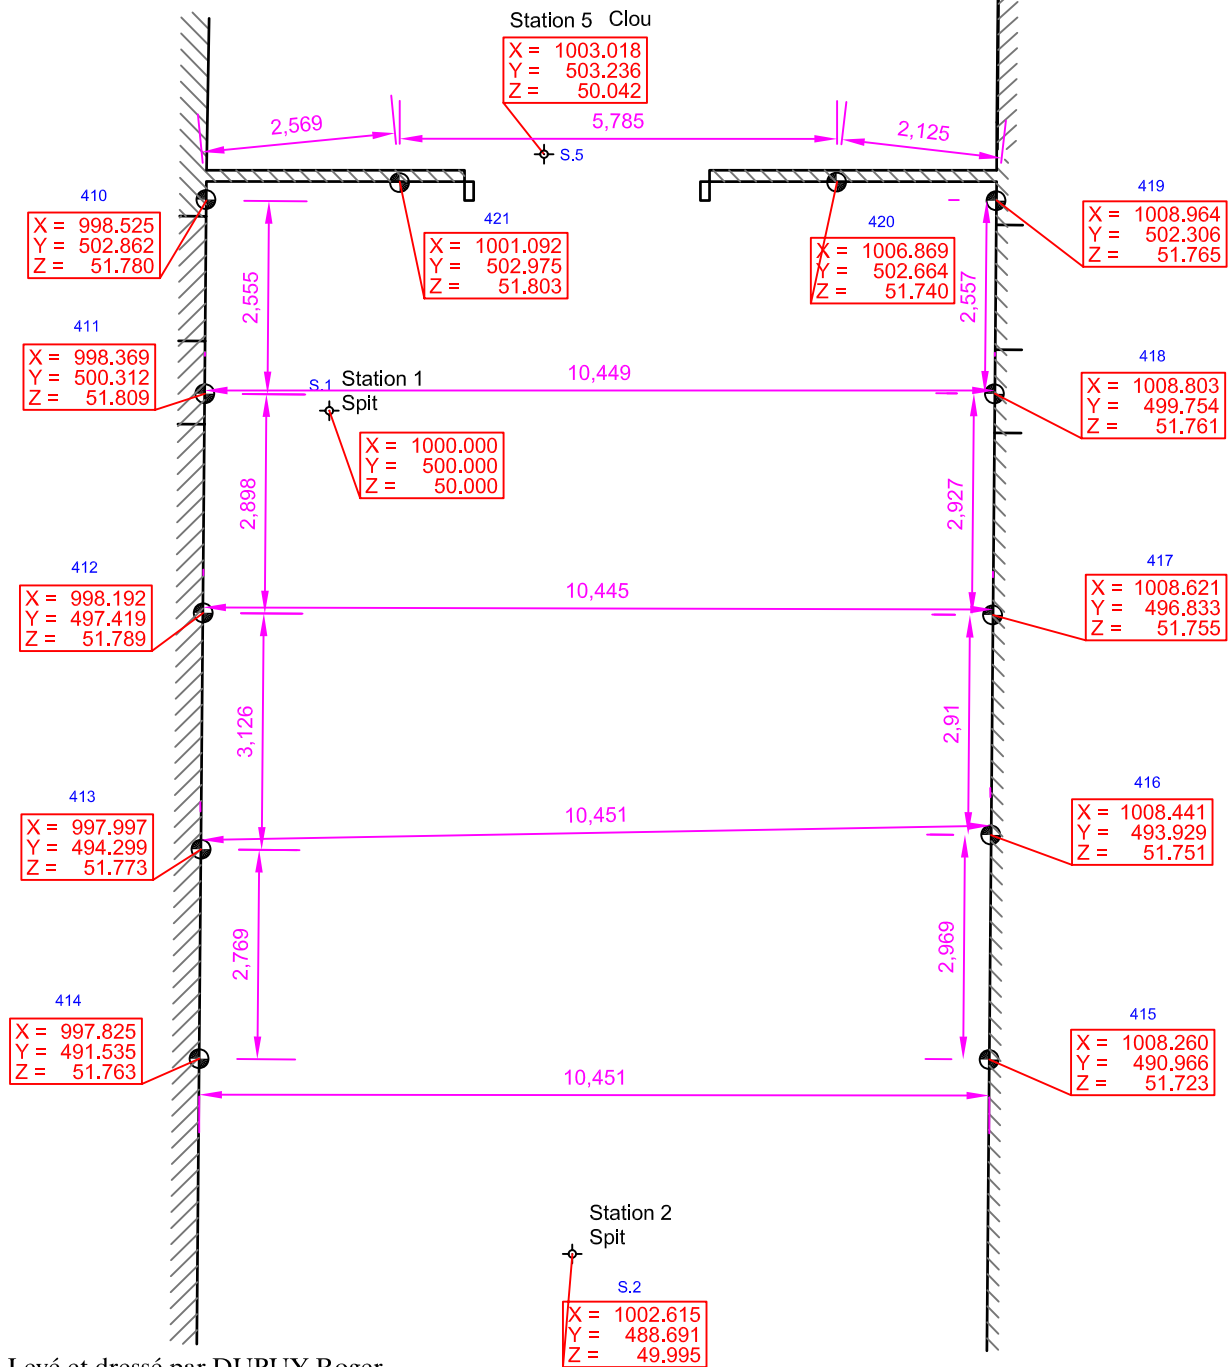 Station 5 Clou
X = 1003.018
Y = 503.236
Z = 50.042
S.5
2,569
5,785
2,125
410
X = 998.525
Y = 502.862
Z = 51.780
421
X = 1001.092
Y = 502.975
Z = 51.803
420
X = 1006.869
Y = 502.664
Z = 51.740
419
X = 1008.964
Y = 502.306
Z = 51.765
2,555
2,557
411
X = 998.369
Y = 500.312
Z = 51.809
10,449
418
X = 1008.803
Y = 499.754
Z = 51.761
S.1
Station 1
Spit
X = 1000.000
Y = 500.000
Z = 50.000
2,898
2,927
412
X = 998.192
Y = 497.419
Z = 51.789
10,445
417
X = 1008.621
Y = 496.833
Z = 51.755
3,126
2,91
413
X = 997.997
Y = 494.299
Z = 51.773
10,451
416
X = 1008.441
Y = 493.929
Z = 51.751
2,769
2,969
414
X = 997.825
Y = 491.535
Z = 51.763
10,451
415
X = 1008.260
Y = 490.966
Z = 51.723
Station 2
Spit
S.2
X = 1002.615
Y = 488.691
Z = 49.995
Levé et dressé par DUPUY Roger